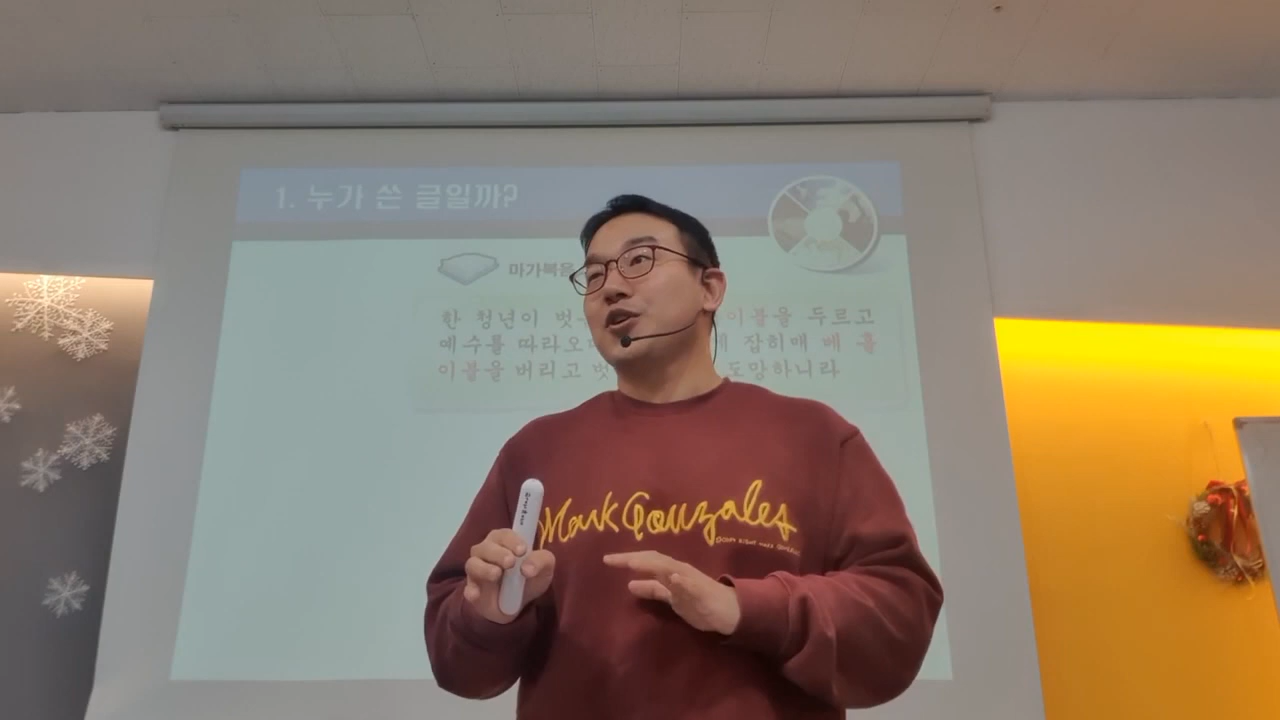 1. 누가 쓴 글일까?
마가복음
한 청년이 이불을 두르고
예수를 따라오 잡히매 베 홑
이불을 버리고 도망하니라
Mark Gonzales